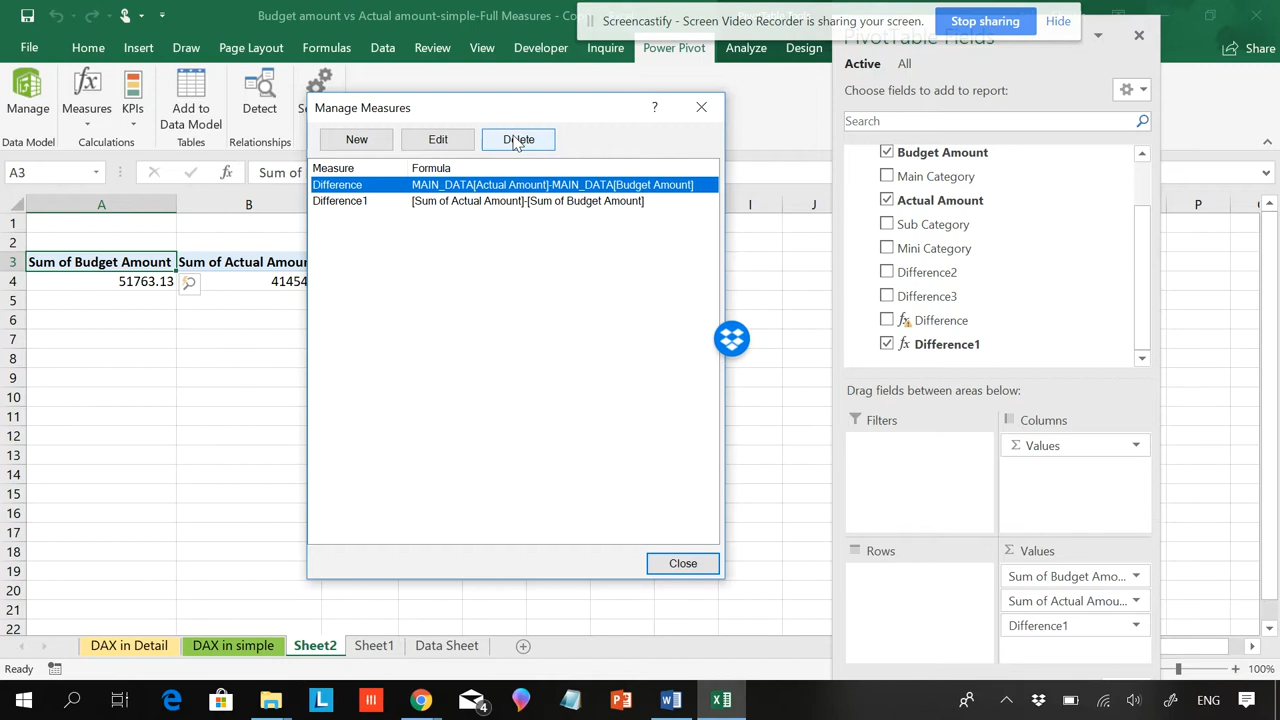 Budget amount vs Actual amount-simple-Full Measures - Com
Screencastify - Screen Video Recorder is sharing your screen.
Stop sharing
Hide
File
Home
Insert
Draw
Page Layout
Formulas
Data
Review
View
Developer
Inquire
Power Pivot
Analyze
Design
Share
Manage
Measures
KPIs
Add to
Data Model
Detect
Data Model
Calculations
Tables
Relationships
A3
fx
Sum of
A
B
I
J
P
1
2
3
4
5
6
7
8
9
10
11
12
13
14
15
16
17
18
19
20
21
22
Sum of Budget Amount
Sum of Actual Amoun
51763.13
41454
Manage Measures
?
New
Edit
Delete
Measure
Formula
Difference
MAIN_DATA[Actual Amount]-MAIN_DATA[Budget Amount]
Difference1
[Sum of Actual Amount]-[Sum of Budget Amount]
Close
PivotTable Fields
Active
All
Choose fields to add to report:
Search
Budget Amount
Main Category
Actual Amount
Sub Category
Mini Category
Difference2
Difference3
fx Difference
fx Difference1
Drag fields between areas below:
Filters
Columns
Σ Values
Rows
Σ Values
Sum of Budget Amo...
Sum of Actual Amou...
Difference1
DAX in Detail
DAX in simple
Sheet2
Sheet1
Data Sheet
Ready
100%
L
4
ENG